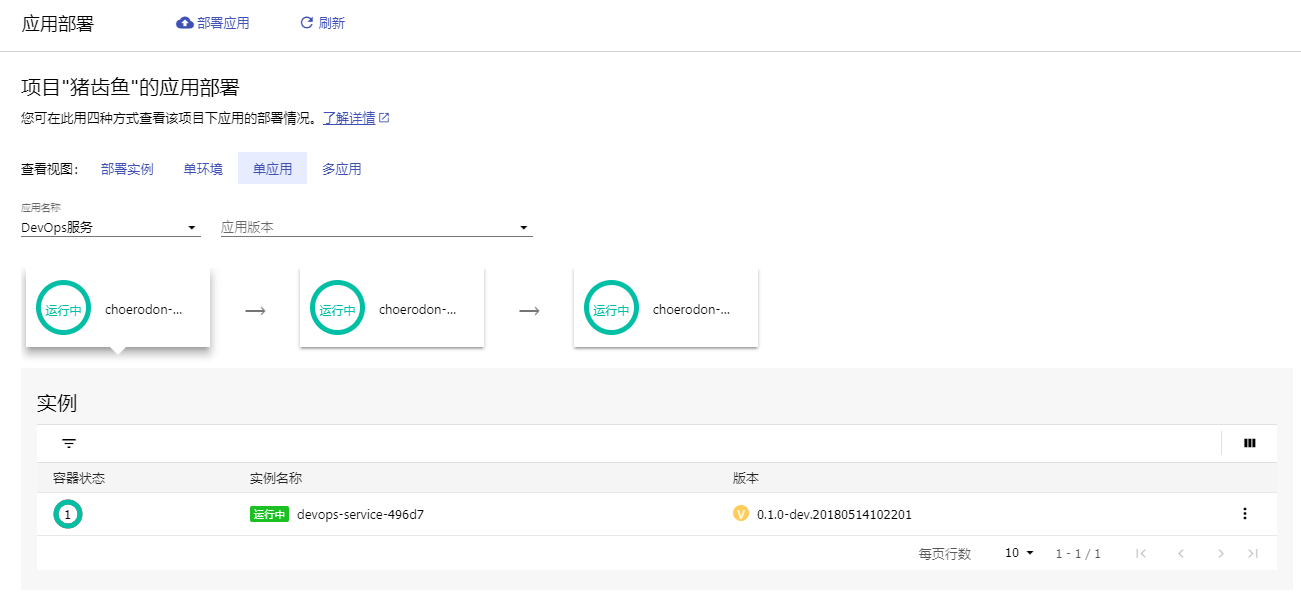 应用部署 部署应用 刷新
项目"猪齿鱼"的应用部署
您可在此用四种方式查看该项目下应用的部署情况。了解详情
查看视图： 部署实例 单环境 单应用 多应用
应用名称
DevOps服务 应用版本
运行中 choerodon-... → 运行中 choerodon-... → 运行中 choerodon-...
实例
容器状态 实例名称 版本
1 运行中 devops-service-496d7 V 0.1.0-dev.20180514102201
每页行数 10 1 - 1 / 1